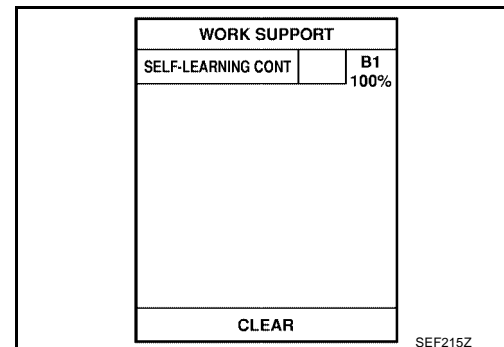 WORK SUPPORT
SELF-LEARNING CONT B1
100%
CLEAR
SEF215Z